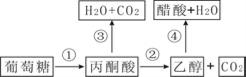 H₂O+CO₂ 醋酸+H₂O
③ ④
葡萄糖 ① 丙酮酸 ② 乙醇 + CO₂